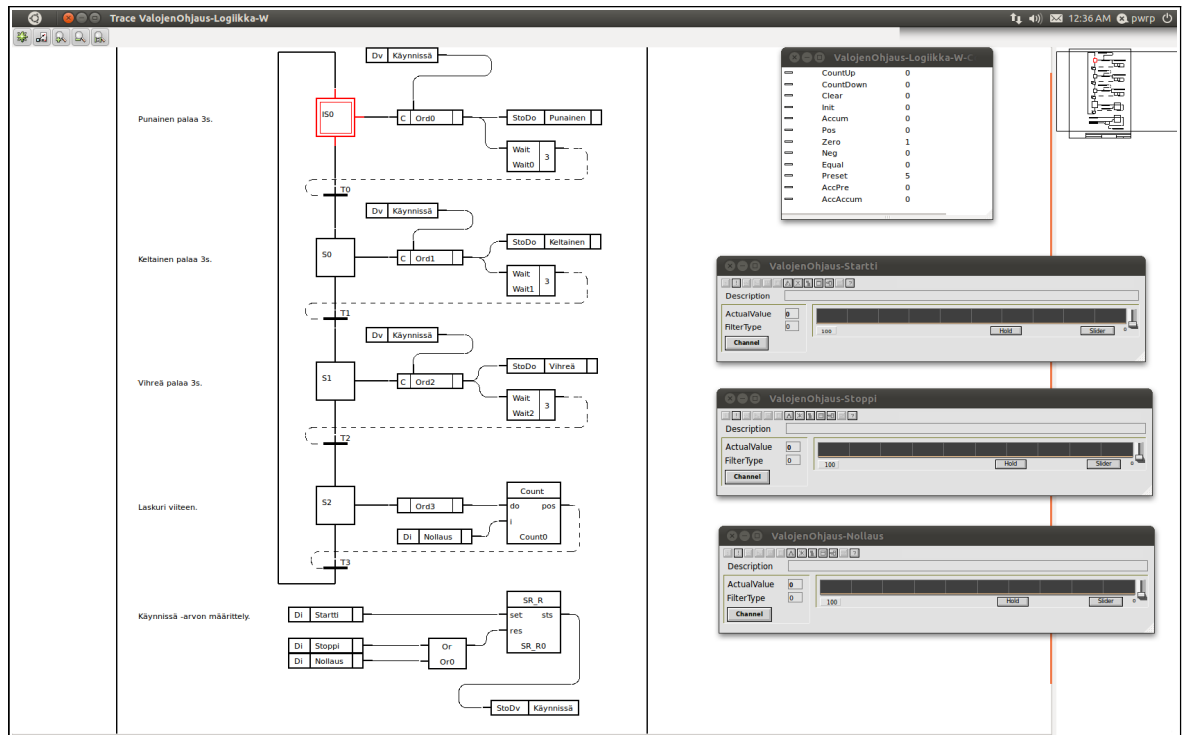 Trace ValojenOhjaus-Logiikka-W
12:36 AM pwrp
Dv Käynnissä
IS0
C Ord0
StoDo Punainen
Punainen palaa 3s.
Wait
3
Wait0
T0
Dv Käynnissä
S0
C Ord1
StoDo Keltainen
Keltainen palaa 3s.
Wait
3
Wait1
T1
Dv Käynnissä
S1
C Ord2
StoDo Vihreä
Vihreä palaa 3s.
Wait
3
Wait2
T2
Count
S2
Ord3
do pos
Laskuri viiteen.
i
Di Nollaus
Count0
T3
SR_R
Käynnissä -arvon määrittely.
Di Startti
set sts
res
Di Stoppi
Or
SR_R0
Di Nollaus
Or0
StoDv Käynnissä
ValojenOhjaus-Logiikka-W-C
CountUp 0
CountDown 0
Clear 0
Init 0
Accum 0
Pos 0
Zero 1
Neg 0
Equal 0
Preset 5
AccPre 0
AccAccum 0
ValojenOhjaus-Startti
Description
ActualValue 0
FilterType 0
100 Hold Slider 0
Channel
ValojenOhjaus-Stoppi
Description
ActualValue 0
FilterType 0
100 Hold Slider 0
Channel
ValojenOhjaus-Nollaus
Description
ActualValue 0
FilterType 0
100 Hold Slider 0
Channel